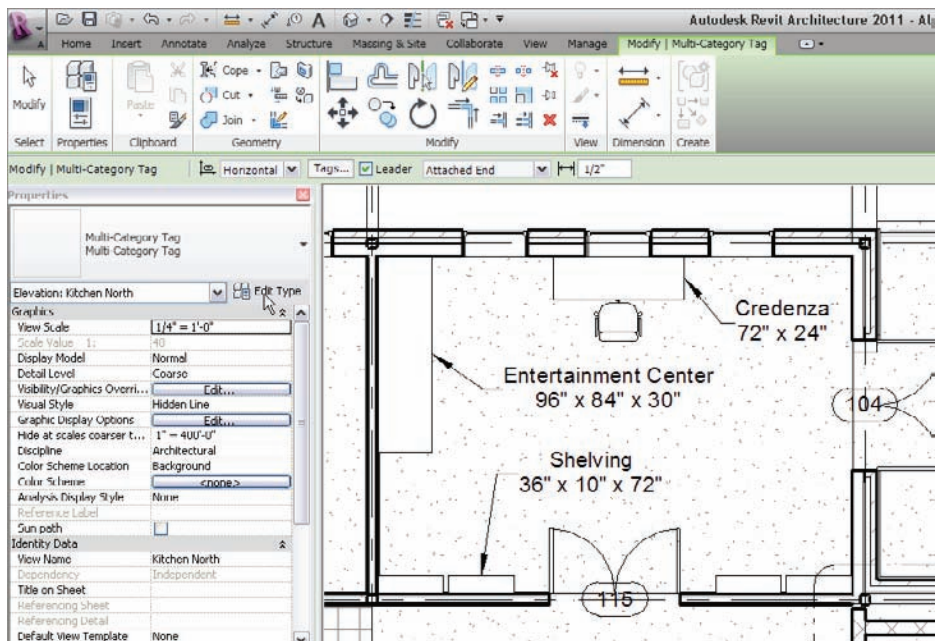 Autodesk Revit Architecture 2011 - Al
Home Insert Annotate Analyze Structure Massing & Site Collaborate View Manage Modify | Multi-Category Tag
Modify
Paste
Cope
Cut
Join
Select Properties Clipboard Geometry Modify View Dimension Create
Modify | Multi-Category Tag Horizontal Tags... Leader Attached End 1/2"
Properties
Multi-Category Tag
Multi Category Tag
Elevation: Kitchen North Edit Type
Graphics
View Scale 1/4" = 1'-0"
Scale Value 1: 48
Display Model Normal
Detail Level Coarse
Visibility/Graphics Overri... Edit...
Visual Style Hidden Line
Graphic Display Options Edit...
Hide at scales coarser t... 1" = 400'-0"
Discipline Architectural
Color Scheme Location Background
Color Scheme <none>
Analysis Display Style None
Reference Label
Sun path
Identity Data
View Name Kitchen North
Dependency Independent
Title on Sheet
Referencing Sheet
Referencing Detail
Default View Template None
Credenza
72" x 24"
Entertainment Center
96" x 84" x 30"
104
Shelving
36" x 10" x 72"
115